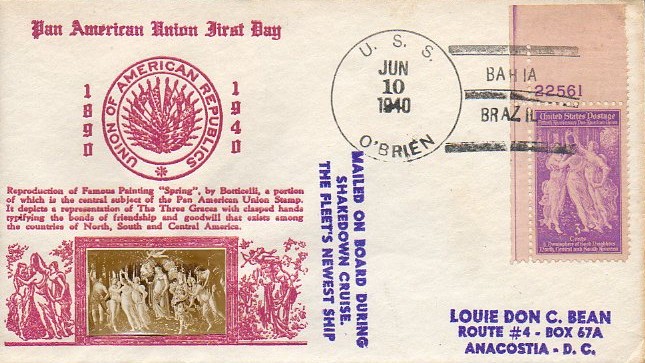 Pan American Union First Day
1890
1940
UNION OF AMERICAN REPUBLICS
Reproduction of Famous Painting "Spring", by Botticelli, a portion
of which is the central subject of the Pan American Union Stamp.
It depicts a representation of The Three Graces with clasped hands
typifying the bonds of friendship and goodwill that exists among
the countries of North, South and Central America.
U. S. S.
JUN
10
1940
O'BRIEN
BAHIA
BRAZIL
22561
United States Postage
3¢
MAILED ON BOARD DURING
SHAKEDOWN CRUISE.
THE FLEET'S NEWEST SHIP
LOUIE DON C. BEAN
ROUTE #4 - BOX 67A
ANACOSTIA - D. C.